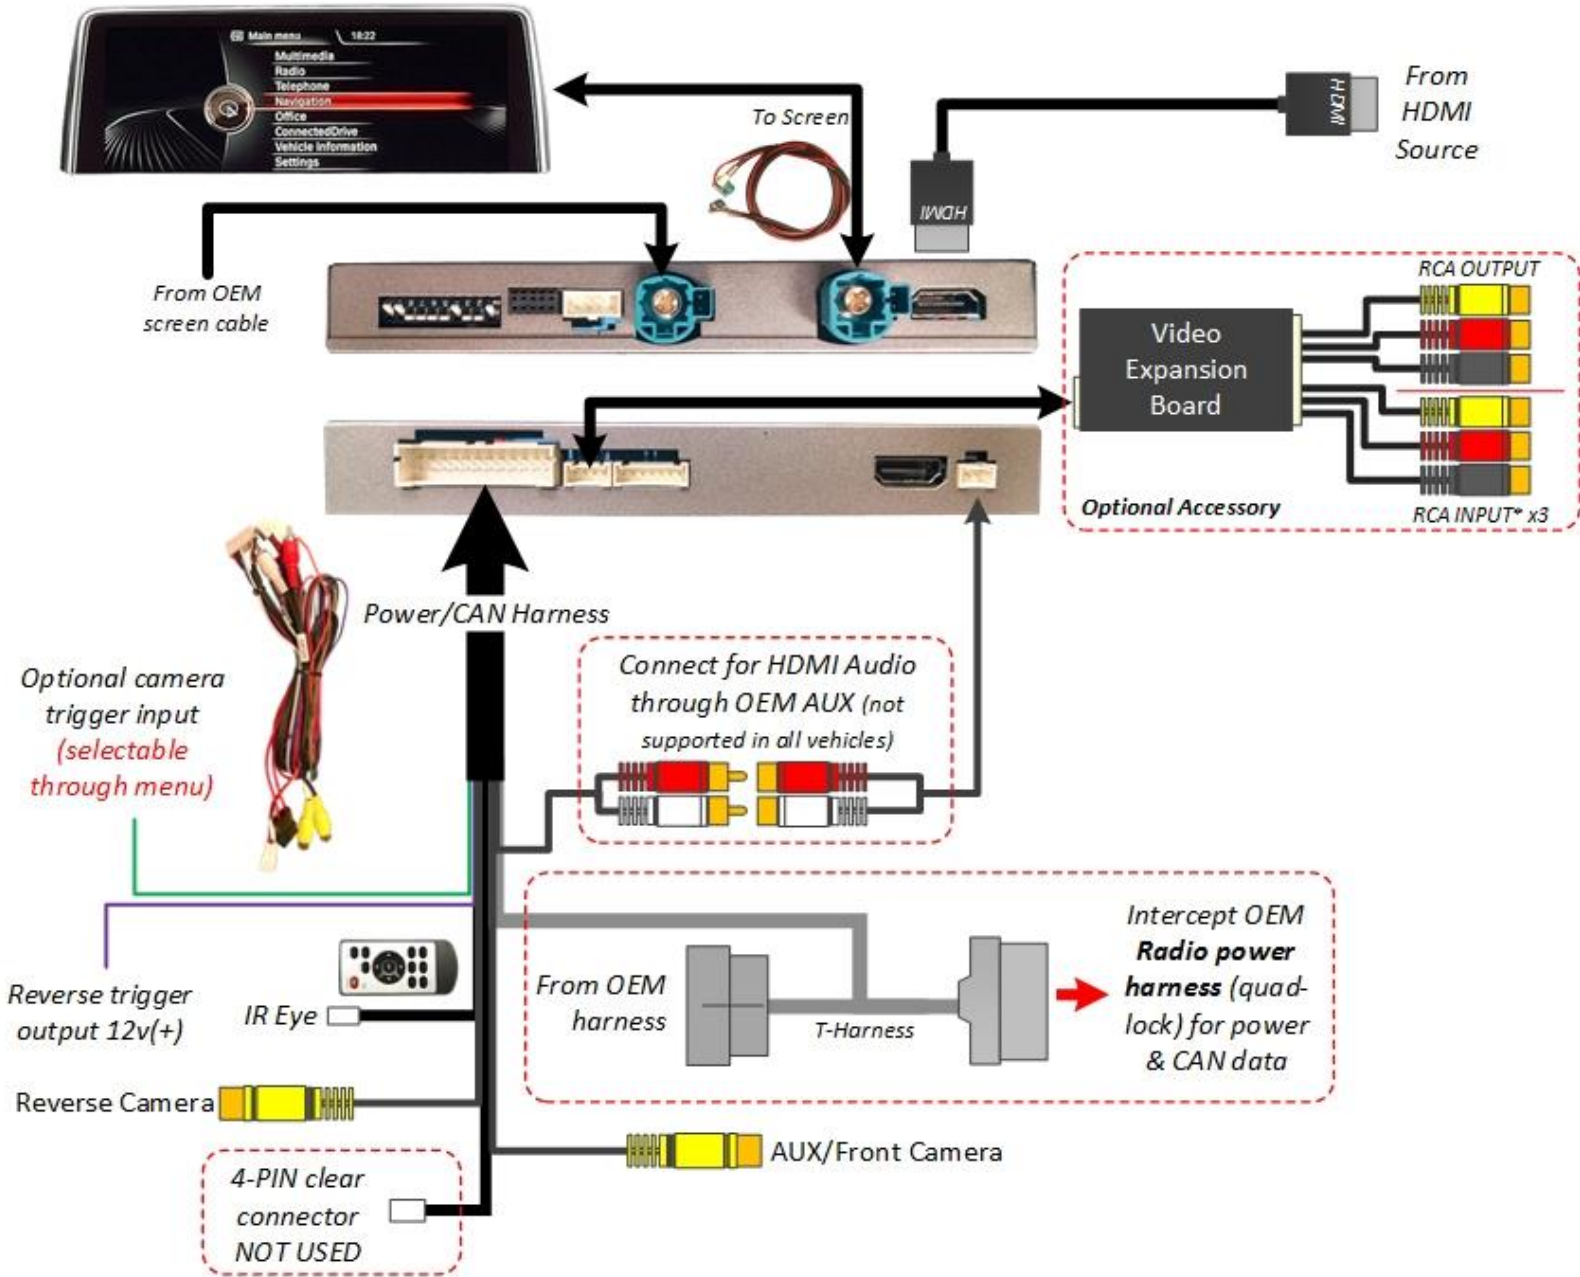 Main menu
18:22
Multimedia
Radio
Telephone
Navigation
Office
ConnectedDrive
Vehicle information
Settings
To Screen
HDMI
HDMI
From
HDMI
Source
From OEM
screen cable
Video
Expansion
Board
RCA OUTPUT
RCA INPUT* x3
Optional Accessory
Power/CAN Harness
Optional camera
trigger input
(selectable
through menu)
Connect for HDMI Audio
through OEM AUX (not
supported in all vehicles)
Reverse trigger
output 12v(+)
IR Eye
From OEM
harness
T-Harness
Intercept OEM
Radio power
harness (quad-
lock) for power
& CAN data
Reverse Camera
AUX/Front Camera
4-PIN clear
connector
NOT USED